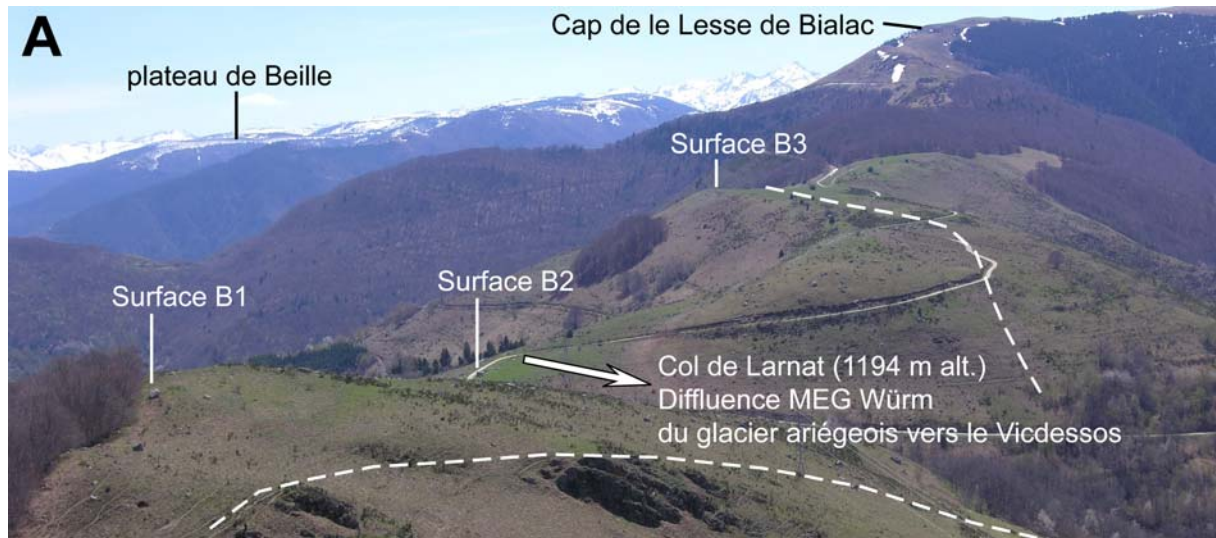 A
Cap de le Lesse de Bialac
plateau de Beille
Surface B3
Surface B2
Surface B1
Col de Larnat (1194 m alt.)
Diffluence MEG Würm
du glacier ariégeois vers le Vicdessos